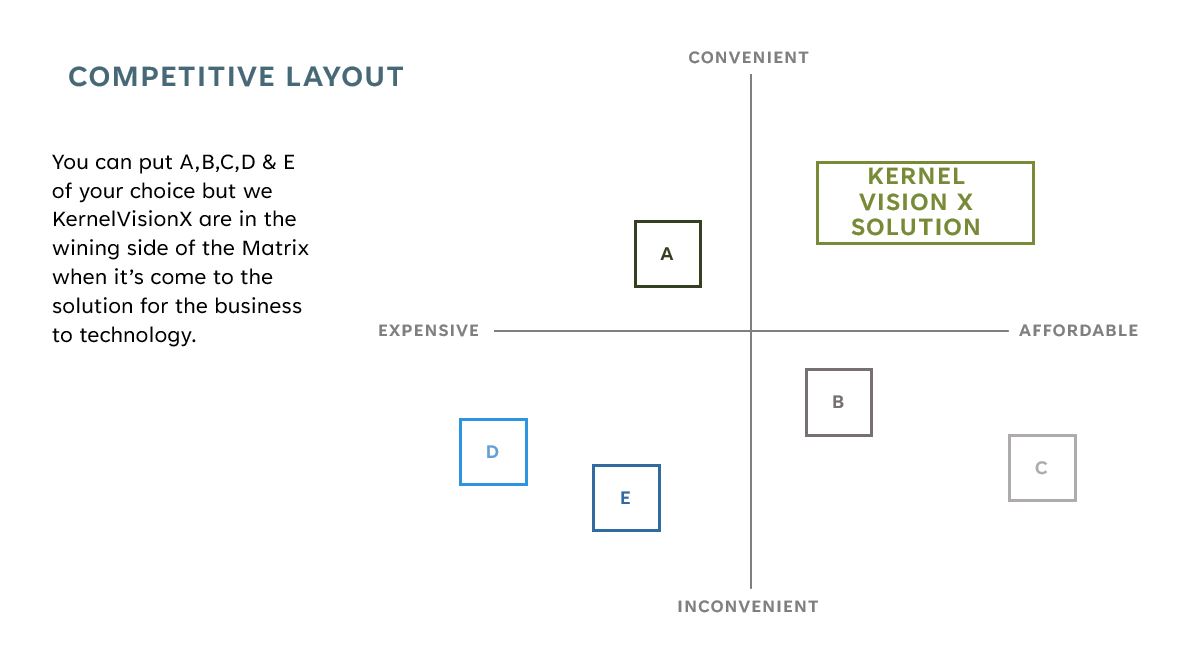 COMPETITIVE LAYOUT
You can put A,B,C,D & E
of your choice but we
KernelVisionX are in the
wining side of the Matrix
when it’s come to the
solution for the business
to technology.
CONVENIENT
KERNEL
VISION X
SOLUTION
A
EXPENSIVE
AFFORDABLE
B
D
C
E
INCONVENIENT